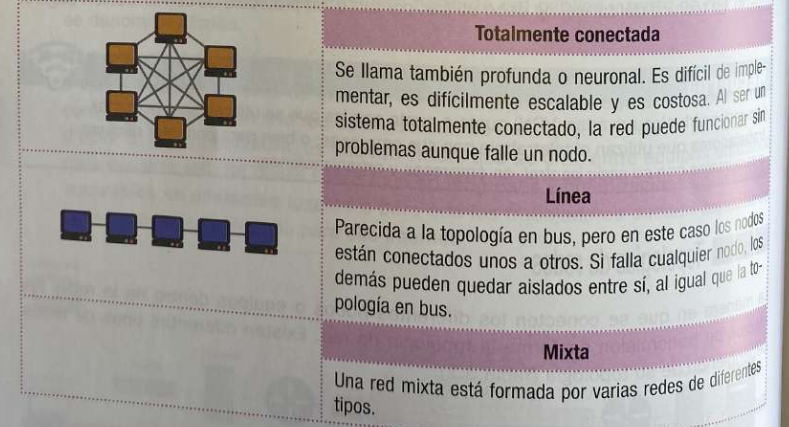 Totalmente conectada
Se llama también profunda o neuronal. Es difícil de imple-
mentar, es difícilmente escalable y es costosa. Al ser un
sistema totalmente conectado, la red puede funcionar sin
problemas aunque falle un nodo.
Línea
Parecida a la topología en bus, pero en este caso los nodos
están conectados unos a otros. Si falla cualquier nodo, los
demás pueden quedar aislados entre sí, al igual que la to-
pología en bus.
Mixta
Una red mixta está formada por varias redes de diferentes
tipos.